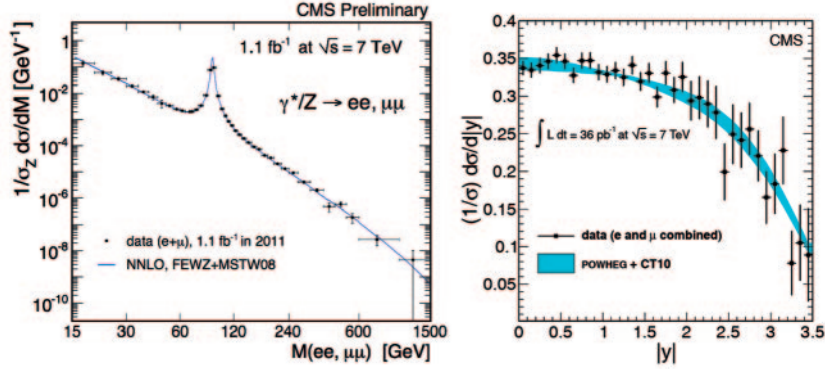 CMS Preliminary
1.1 fb⁻¹ at √s = 7 TeV
γ*/Z → ee, μμ
1/σ_Z dσ/dM [GeV⁻¹]
1
10⁻²
10⁻⁴
10⁻⁶
10⁻⁸
10⁻¹⁰
data (e+μ), 1.1 fb⁻¹ in 2011
NNLO, FEWZ+MSTW08
15 30 60 120 240 600 1500
M(ee, μμ) [GeV]
CMS
(1/σ) dσ/d|y|
0.4
0.35
0.3
0.25
0.2
0.15
0.1
0.05
∫ L dt = 36 pb⁻¹ at √s = 7 TeV
data (e and μ combined)
POWHEG + CT10
0 0.5 1 1.5 2 2.5 3 3.5
|y|